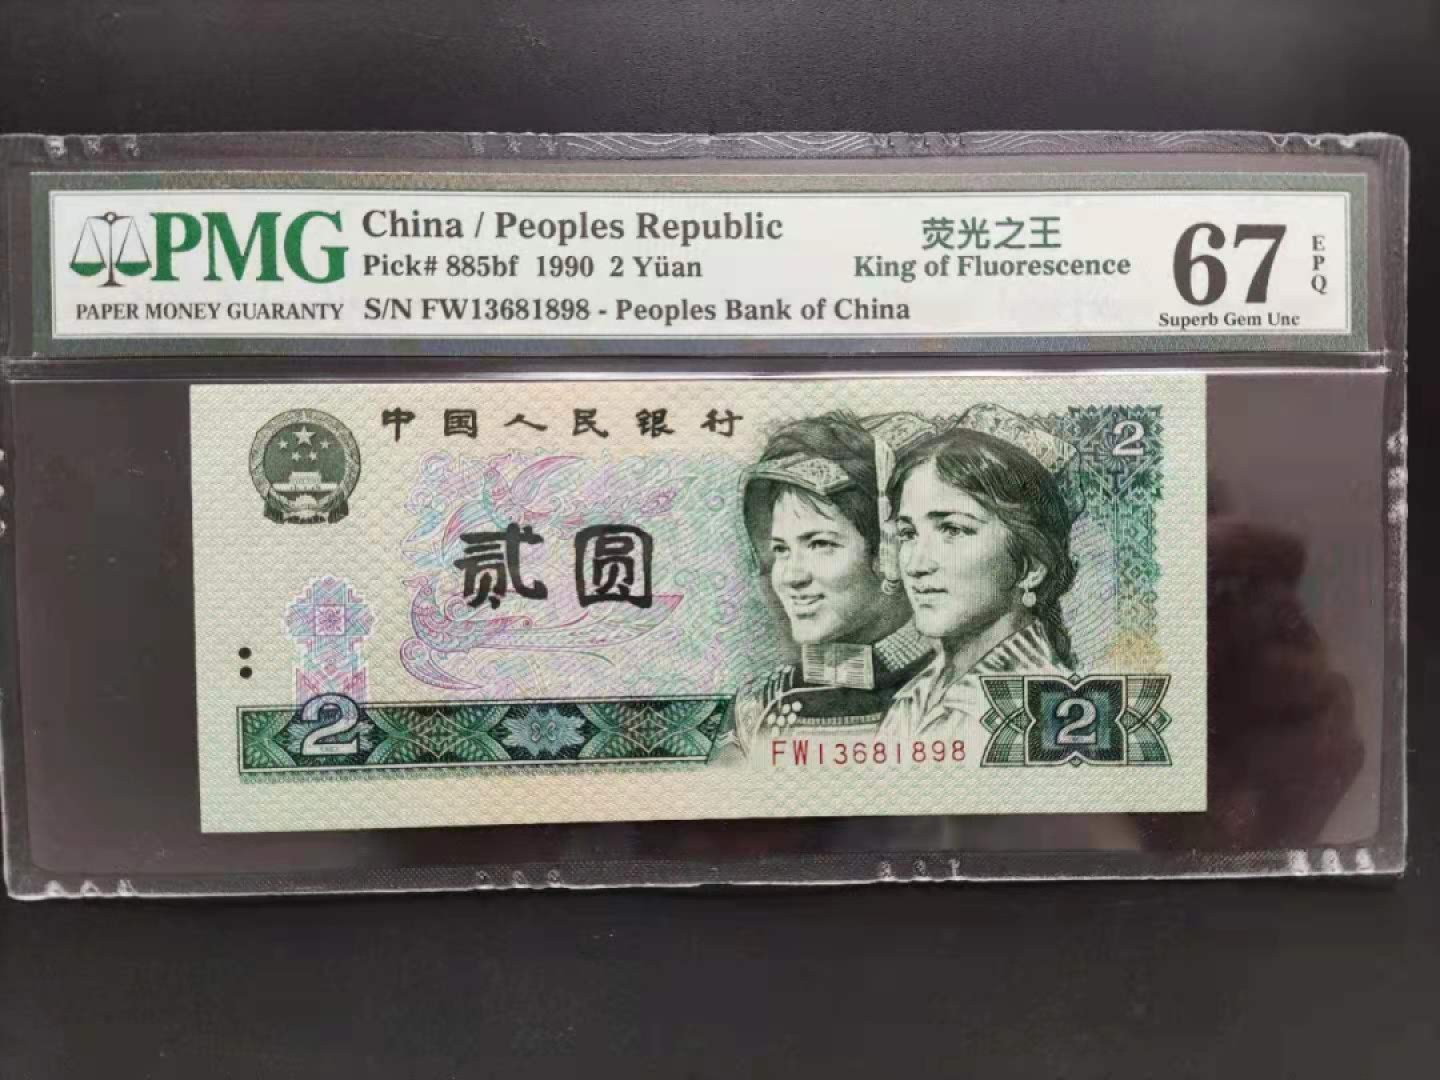 PMG
PAPER MONEY GUARANTY
China / Peoples Republic
Pick# 885bf 1990 2 Yüan
S/N FW13681898 - Peoples Bank of China
荧光之王
King of Fluorescence
67
EPQ
Superb Gem Unc
中国人民银行
2
贰圆
2
2
FW13681898